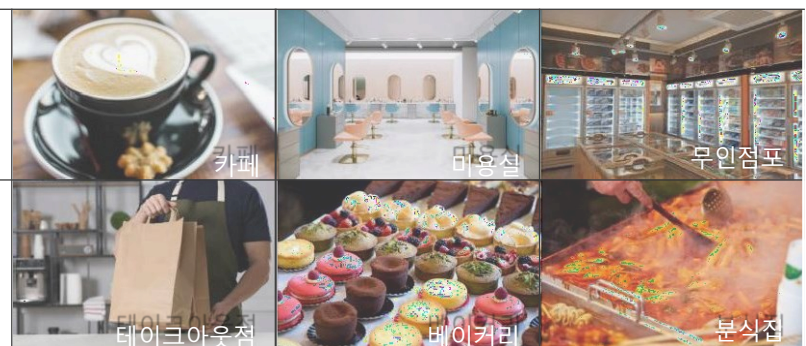 카페
미용실
무인점포
테이크아웃점
베이커리
분식집